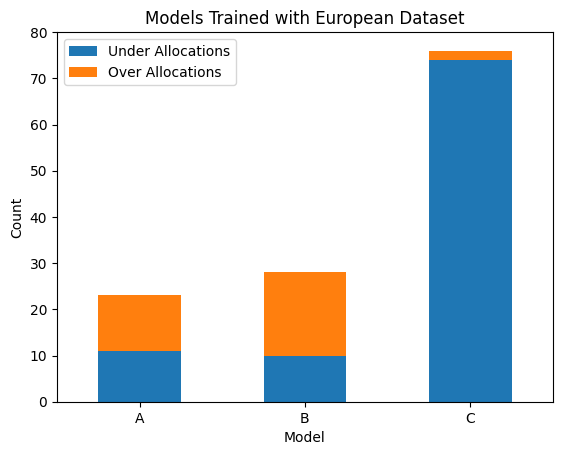 Models Trained with European Dataset
Under Allocations
Over Allocations
80
70
60
50
40
30
20
10
0
Count
A
B
C
Model